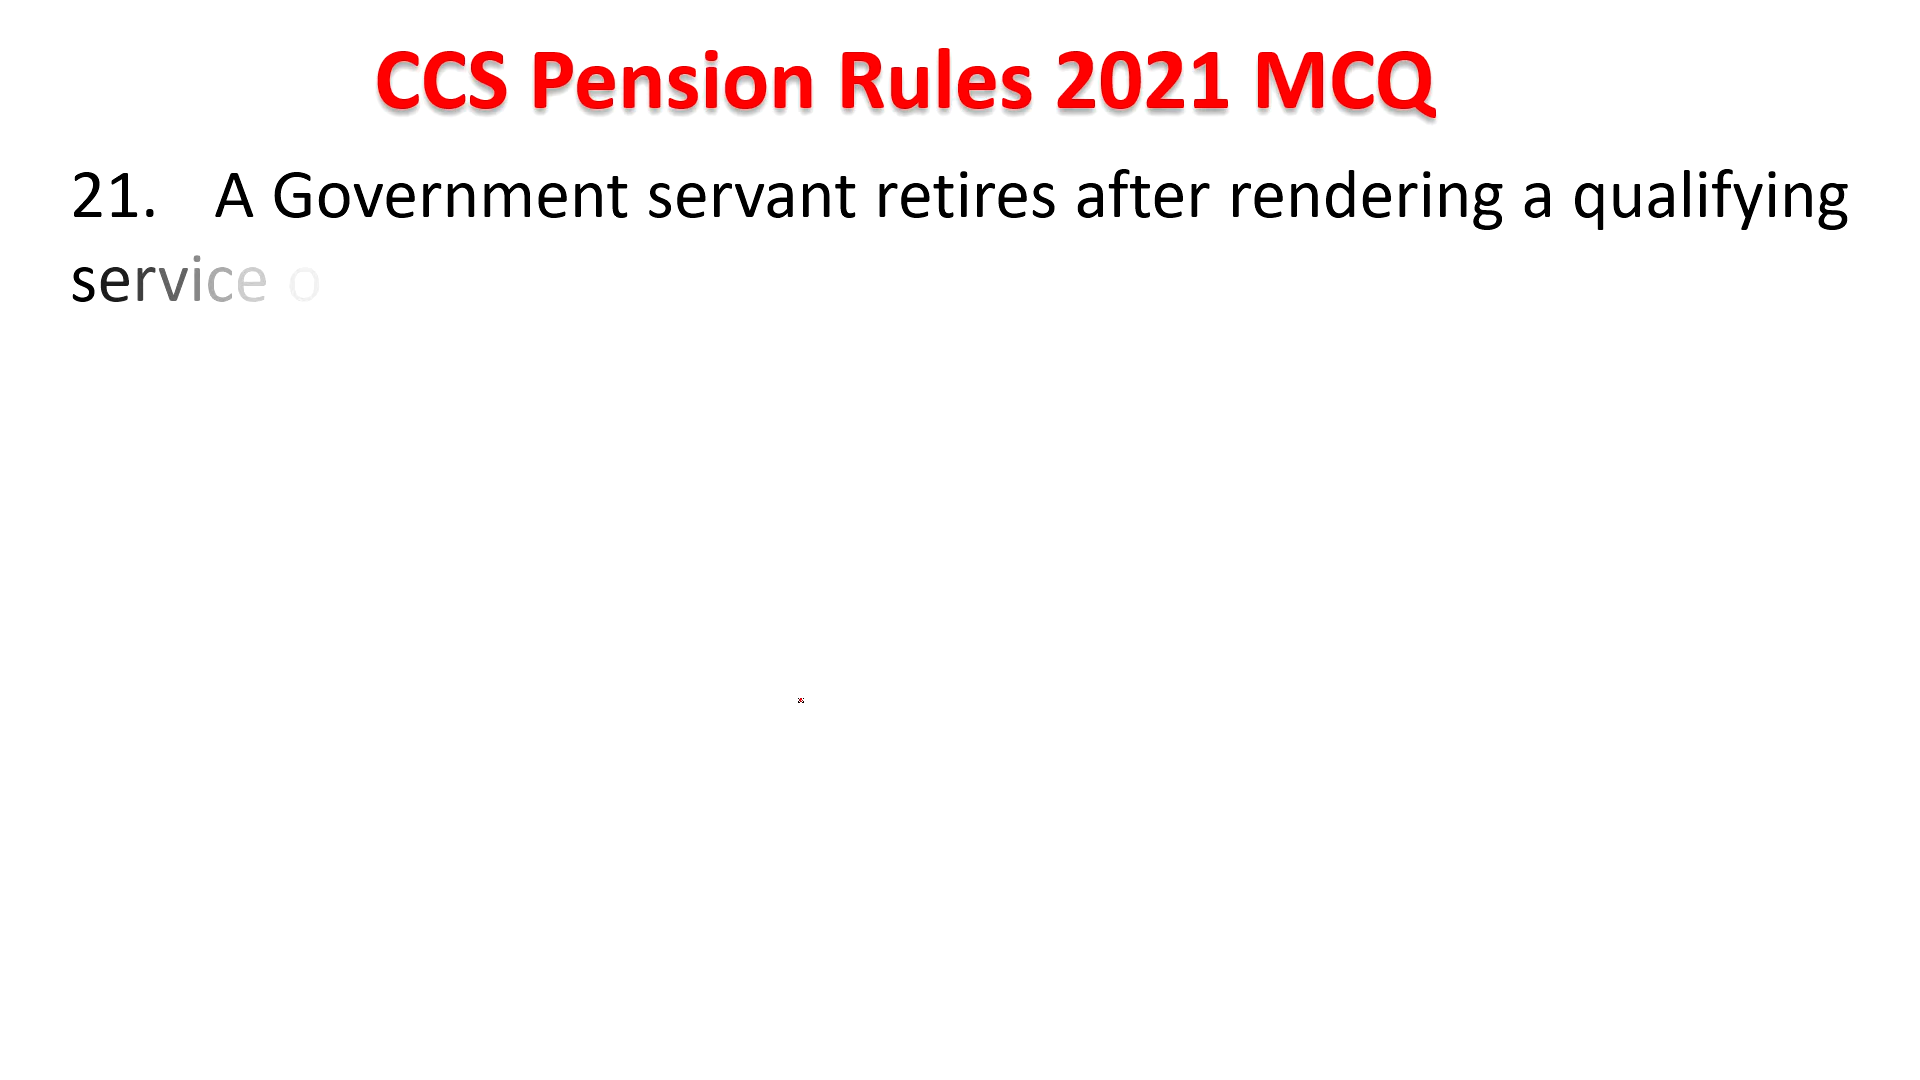 CCS Pension Rules 2021 MCQ
21. A Government servant retires after rendering a qualifying
service o